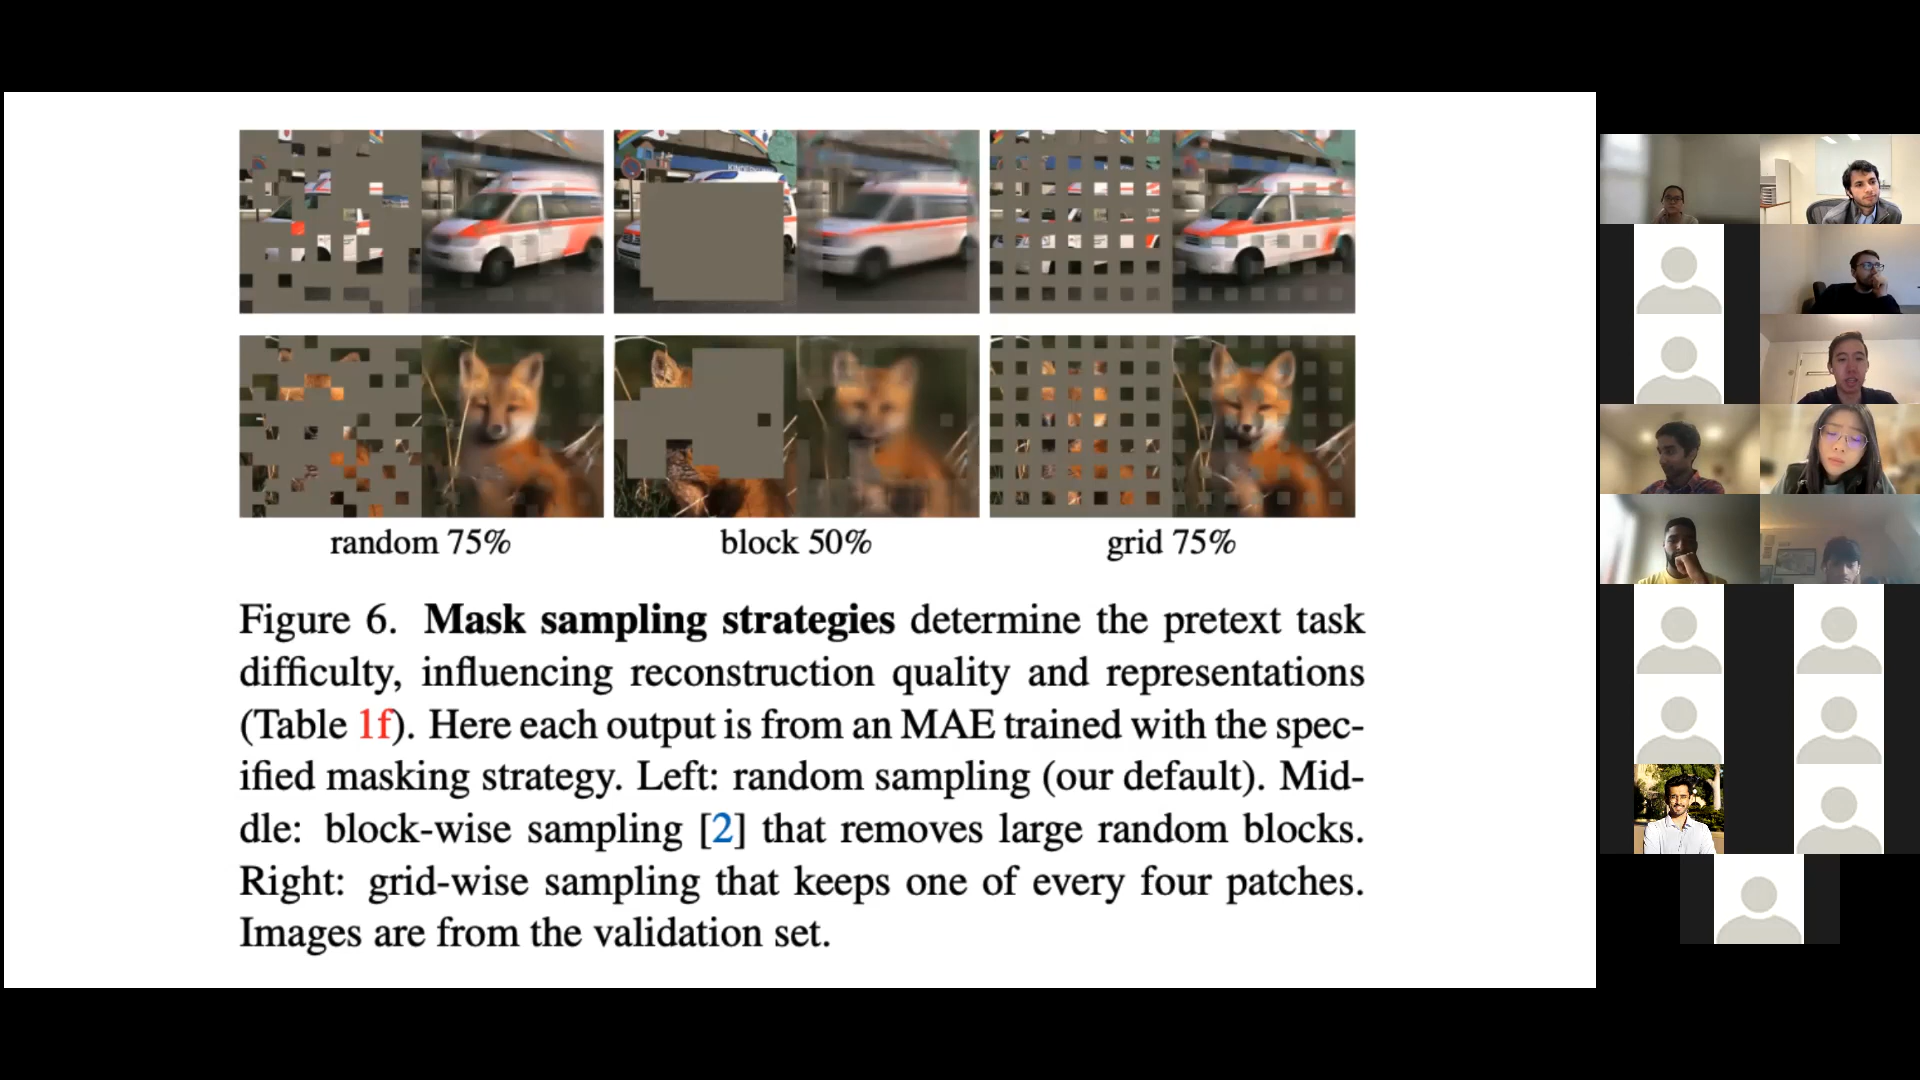 random 75%
block 50%
grid 75%
Figure 6. Mask sampling strategies determine the pretext task
difficulty, influencing reconstruction quality and representations
(Table 1f). Here each output is from an MAE trained with the spec-
ified masking strategy. Left: random sampling (our default). Mid-
dle: block-wise sampling [2] that removes large random blocks.
Right: grid-wise sampling that keeps one of every four patches.
Images are from the validation set.